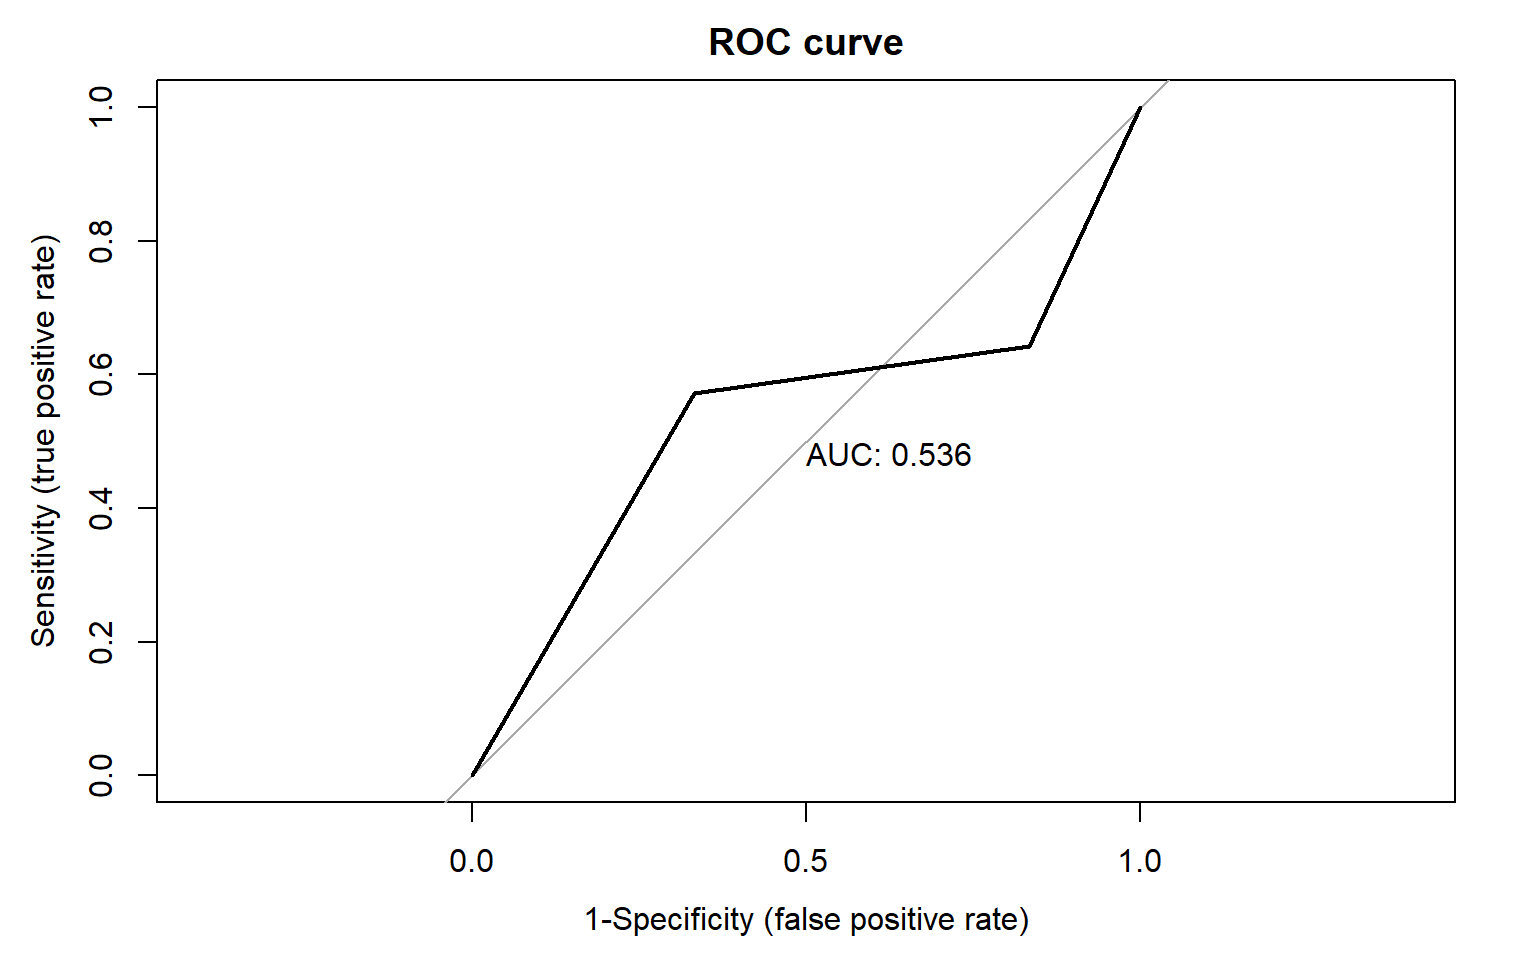 ROC curve
Sensitivity (true positive rate)
1.0
0.8
0.6
0.4
0.2
0.0
AUC: 0.536
0.0 0.5 1.0
1-Specificity (false positive rate)